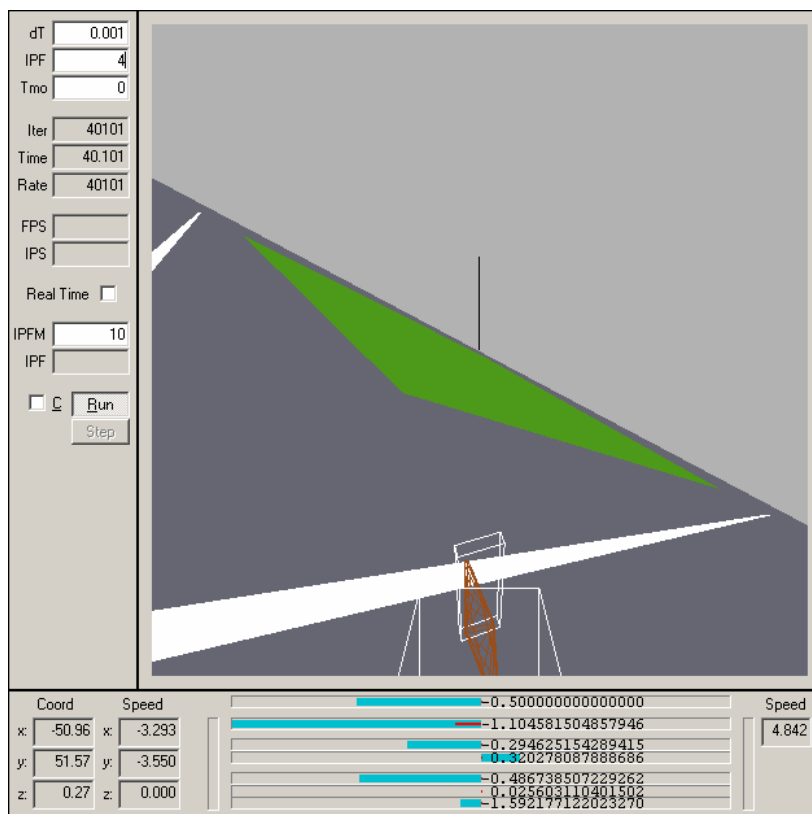 dT 0.001
IPF 4
Tmo 0
Iter 40101
Time 40.101
Rate 40101
FPS
IPS
Real Time
IPFM 10
IPF
C Run
Step
Coord Speed
x: -50.96 x: -3.293
y: 51.57 y: -3.550
z: 0.27 z: 0.000
-0.500000000000000
-1.104581504857946
-0.294625154289415
0.320278087888686
-0.486738507229262
0.025603110401502
-1.592177122023270
Speed
4.842